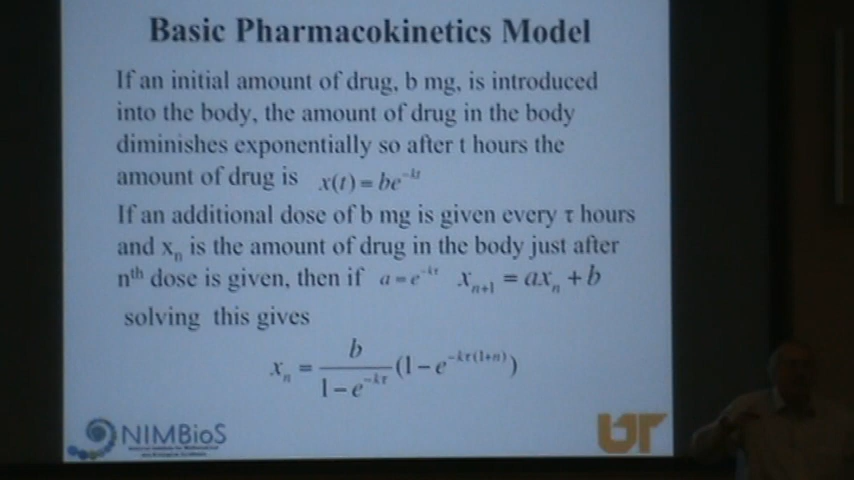 Basic Pharmacokinetics Model
If an initial amount of drug, b mg, is introduced
into the body, the amount of drug in the body
diminishes exponentially so after t hours the
amount of drug is x(t) = be^{-kt}
If an additional dose of b mg is given every τ hours
and x_n is the amount of drug in the body just after
n^{th} dose is given, then if a = e^{-kτ} x_{n+1} = ax_n + b
solving this gives
x_n = \frac{b}{1-e^{-kτ}}(1-e^{-kτ(1+n)})
NIMBioS
UT